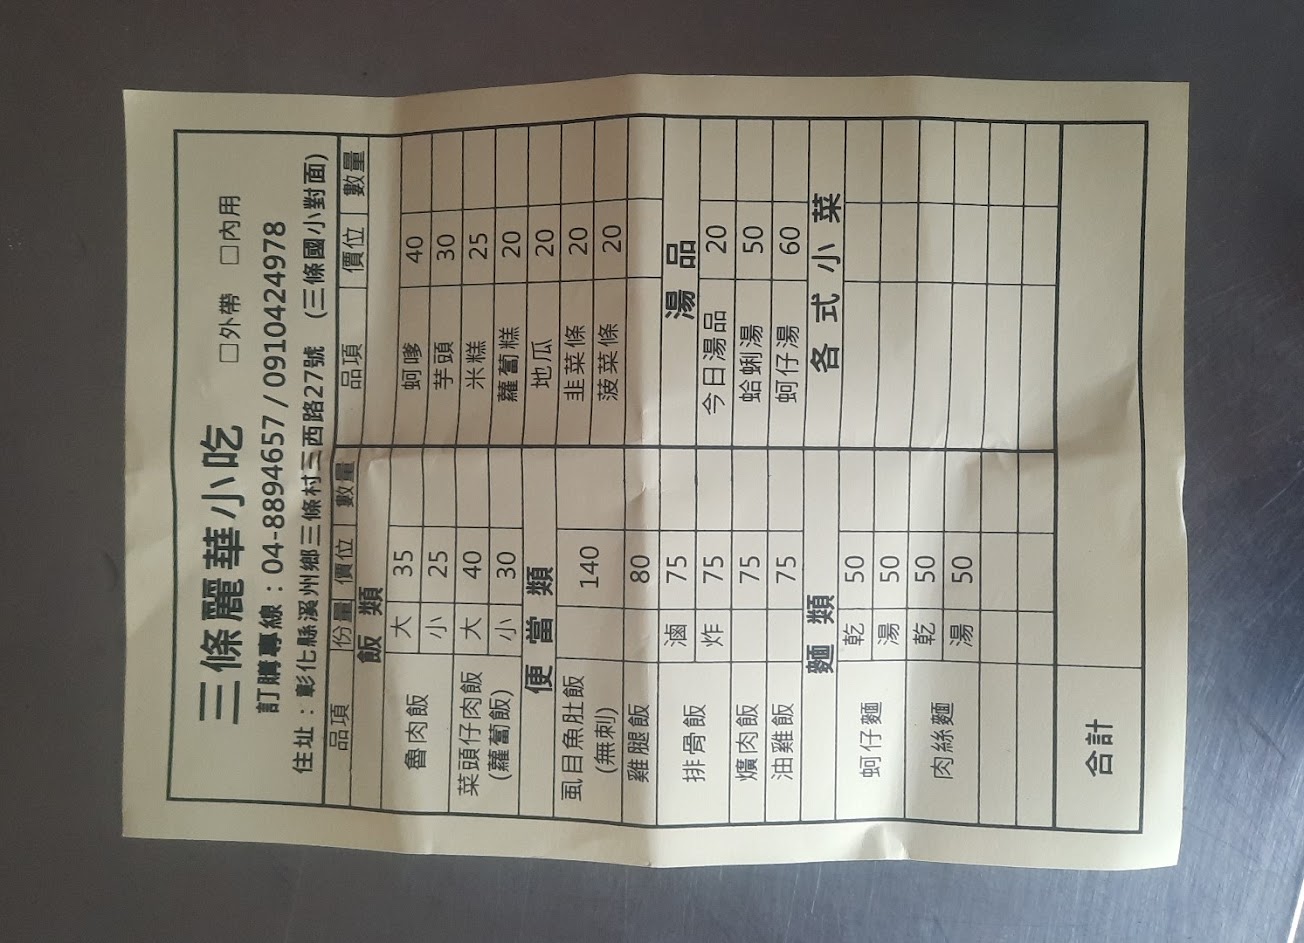 三條麗華小吃 □外帶 □內用
訂購專線：04-8894657 / 0910424978
住址：彰化縣溪州鄉三條村三西路27號 (三條國小對面)
品項 份量 價位 數量 品項 價位 數量
飯 類
魯肉飯 大 35
小 25
菜頭仔肉飯 (蘿蔔飯) 大 40
小 30
便 當 類
虱目魚肚飯 (無刺) 140
雞腿飯 80
排骨飯 滷 75
炸 75
爌肉飯 75
油雞飯 75
麵 類
蚵仔麵 乾 50
湯 50
肉絲麵 乾 50
湯 50
蚵嗲 40
芋頭 30
米糕 25
蘿蔔糕 20
地瓜 20
韭菜條 20
菠菜條 20
湯 品
今日湯品 20
蛤蜊湯 50
蚵仔湯 60
各 式 小 菜
合計